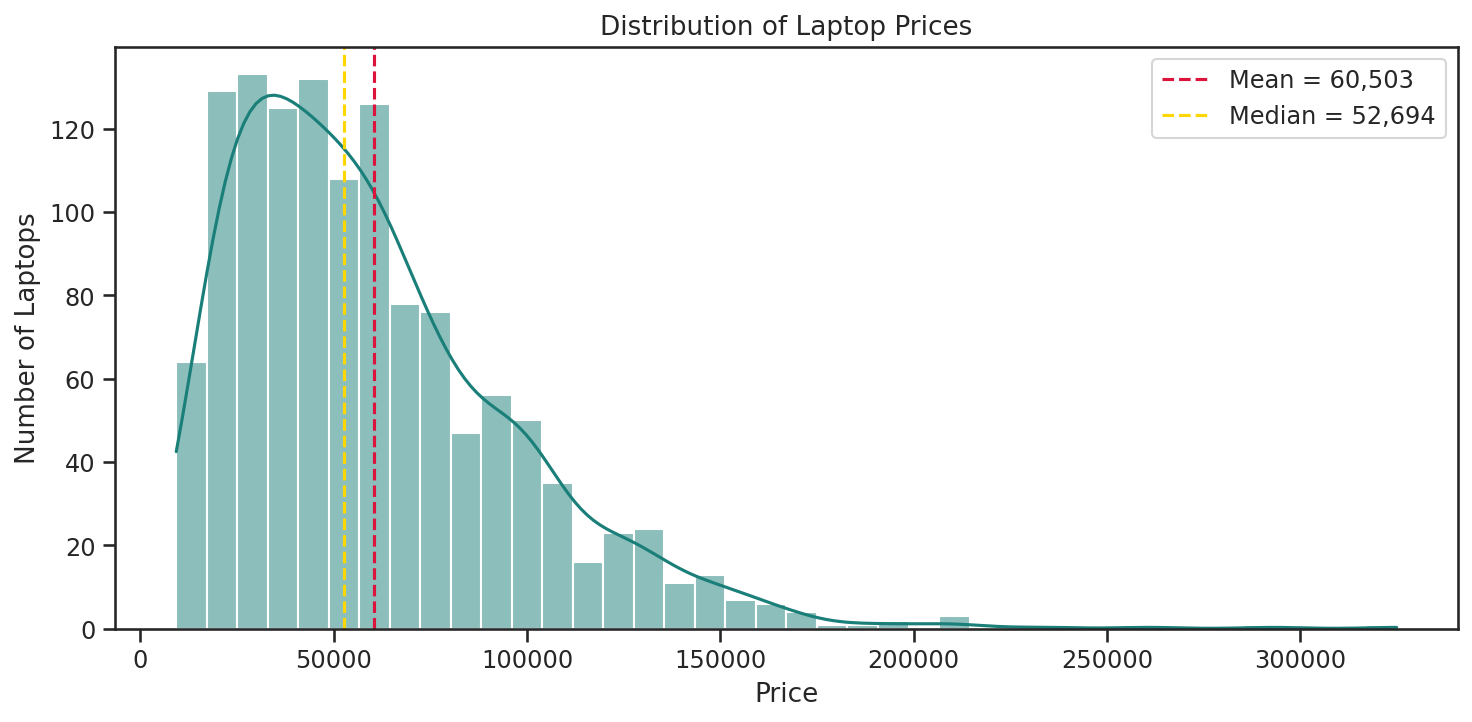 Distribution of Laptop Prices
Mean = 60,503
Median = 52,694
Number of Laptops
120
100
80
60
40
20
0
0 50000 100000 150000 200000 250000 300000
Price